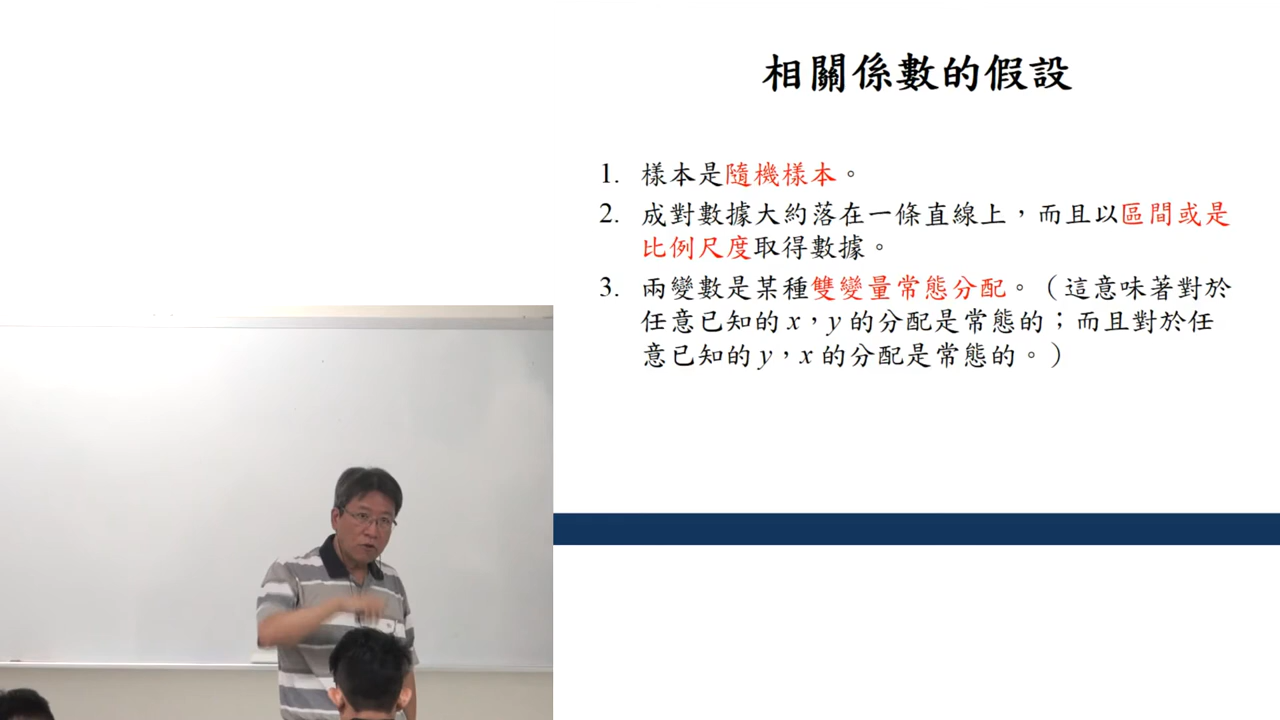 相關係數的假設
1. 樣本是隨機樣本。
2. 成對數據大約落在一條直線上，而且以區間或是
比例尺度取得數據。
3. 兩變數是某種雙變量常態分配。（這意味著對於
任意已知的 x，y 的分配是常態的；而且對於任
意已知的 y，x 的分配是常態的。）